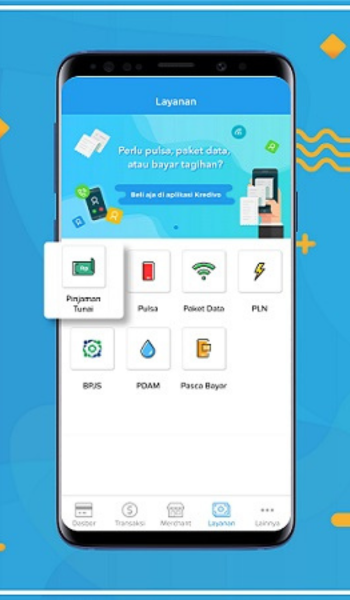 Layanan
Perlu pulsa, paket data,
atau bayar tagihan?
Beli aja di aplikasi Kredivo
Rp
Pinjaman
Tunai
Pulsa
Paket Data
PLN
BPJS
PDAM
Pasca Bayar
Dasbor
Transaksi
Merchant
Layanan
Lainnya